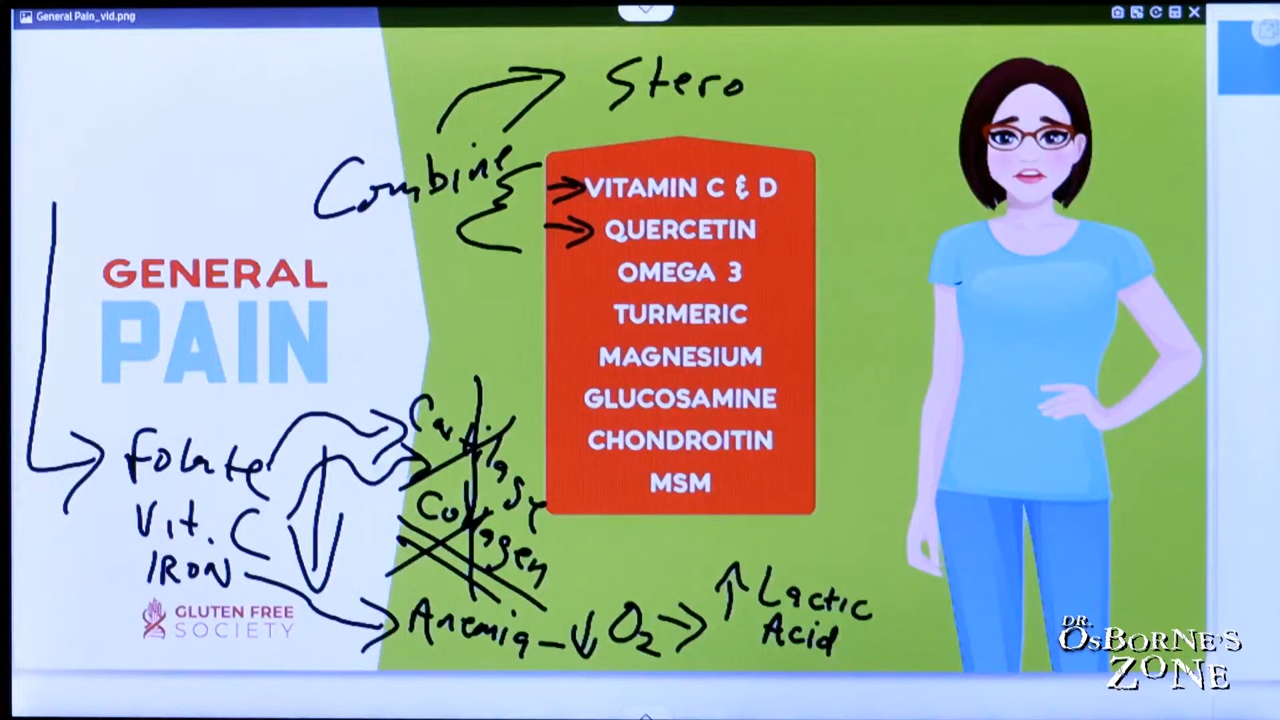 General Pain_vid.png
Stero
Combine
VITAMIN C & D
QUERCETIN
OMEGA 3
TURMERIC
MAGNESIUM
GLUCOSAMINE
CHONDROITIN
MSM
GENERAL
PAIN
Folate
Vit. C
IRON
Collagen
Anemia
O2
Lactic
Acid
GLUTEN FREE
SOCIETY
DR.
OSBORNE'S
ZONE